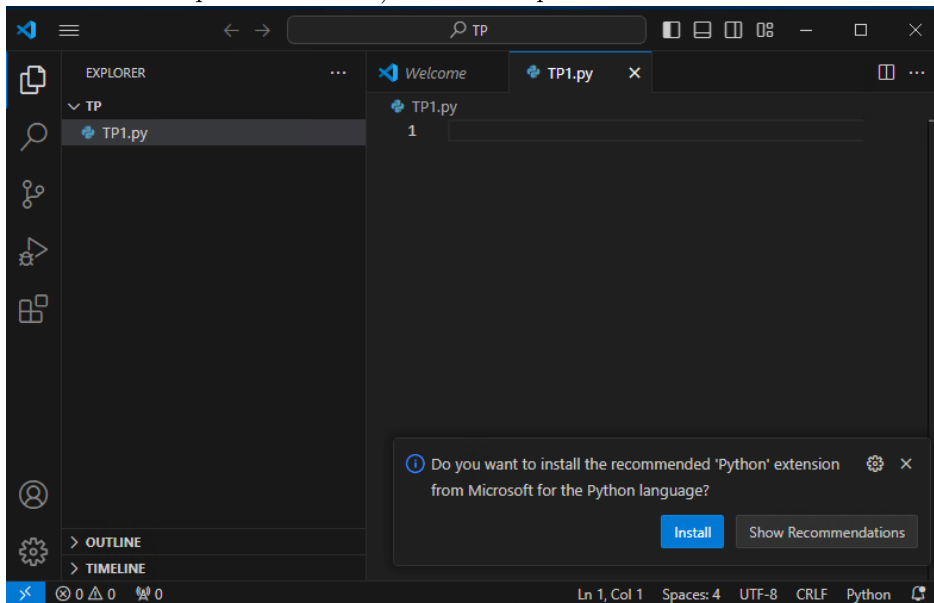 TP
EXPLORER
Welcome
TP1.py
TP
TP1.py
TP1.py
1
Do you want to install the recommended 'Python' extension
from Microsoft for the Python language?
Install
Show Recommendations
OUTLINE
TIMELINE
0 0 0
Ln 1, Col 1 Spaces: 4 UTF-8 CRLF Python